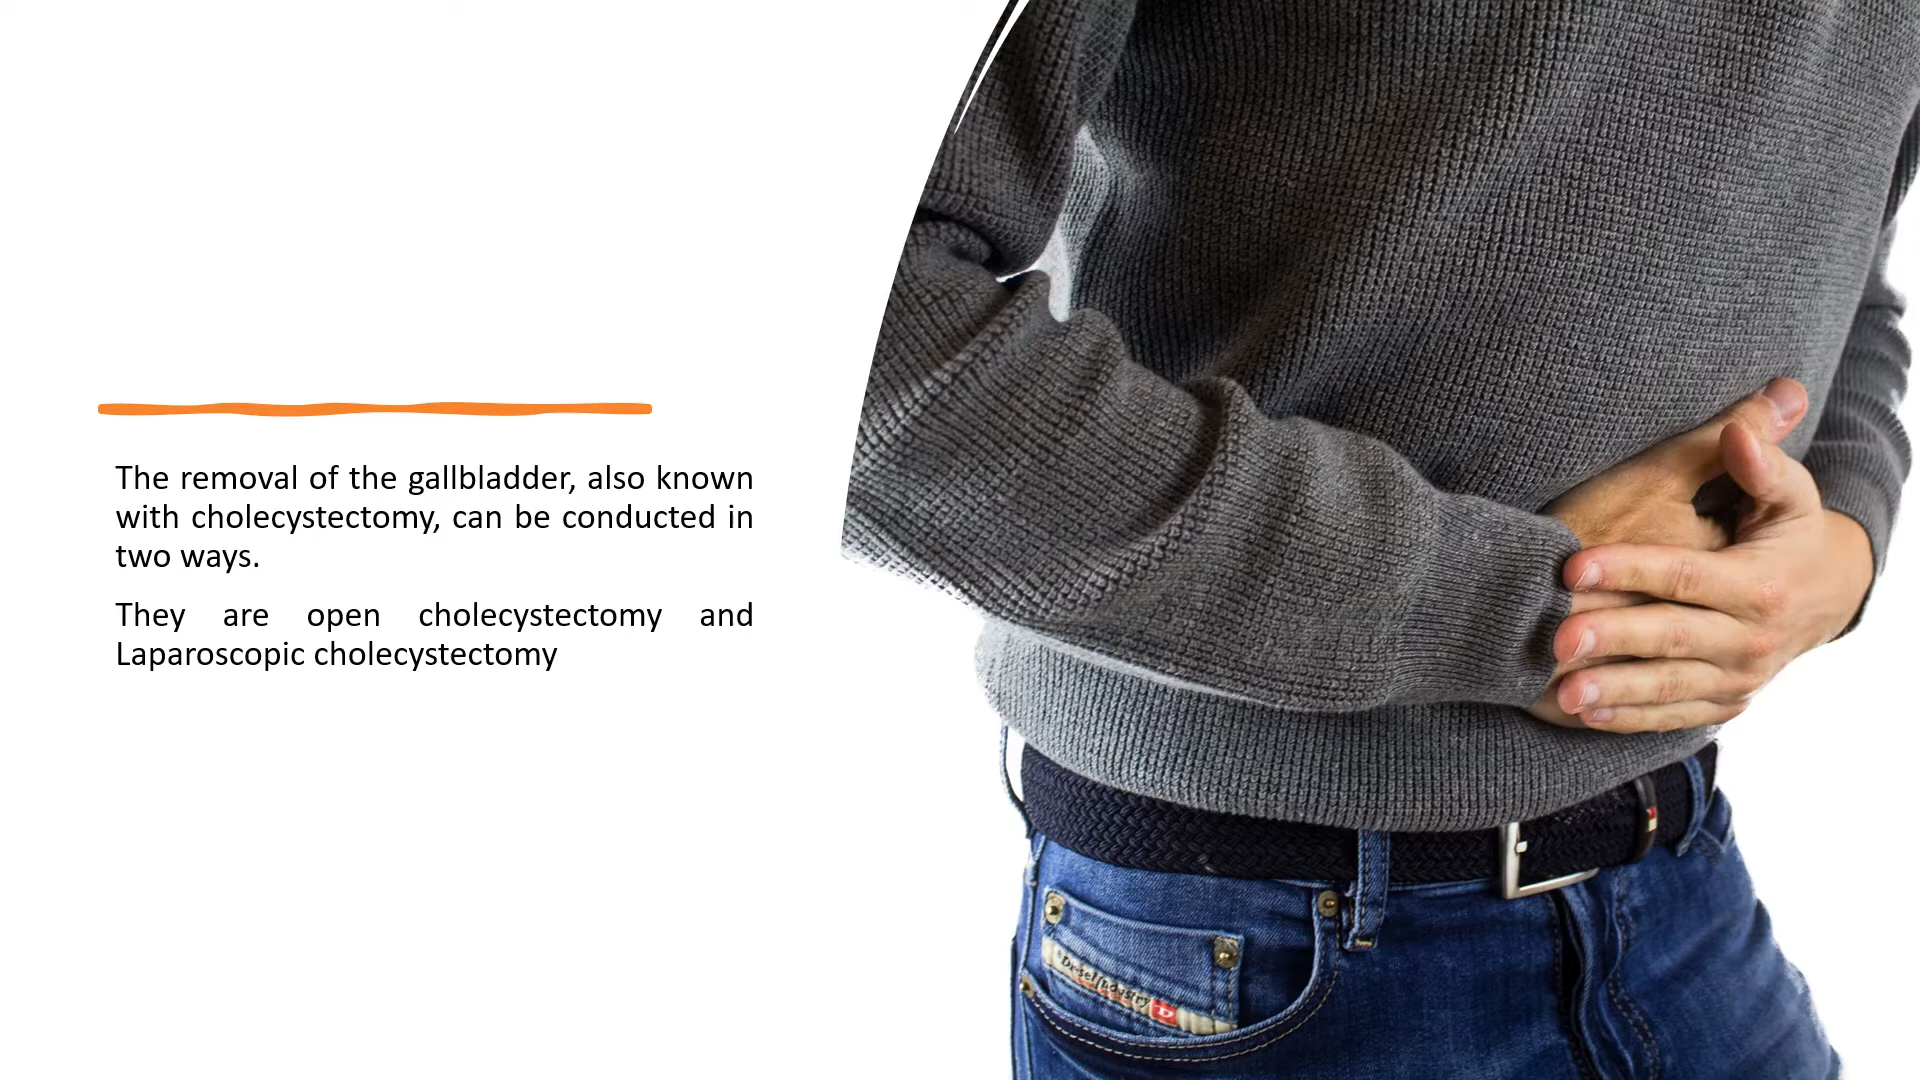 The removal of the gallbladder, also known
with cholecystectomy, can be conducted in
two ways.
They are open cholecystectomy and
Laparoscopic cholecystectomy
D